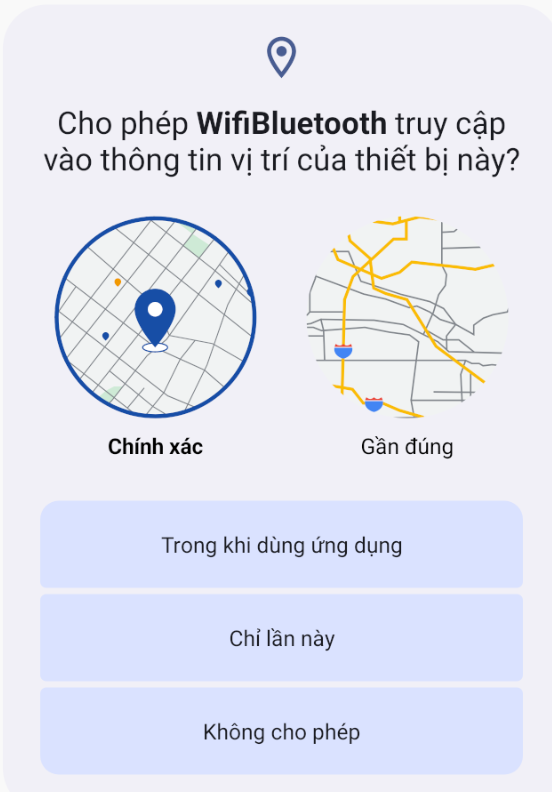 Cho phép WifiBluetooth truy cập
vào thông tin vị trí của thiết bị này?
Chính xác
Gần đúng
Trong khi dùng ứng dụng
Chỉ lần này
Không cho phép